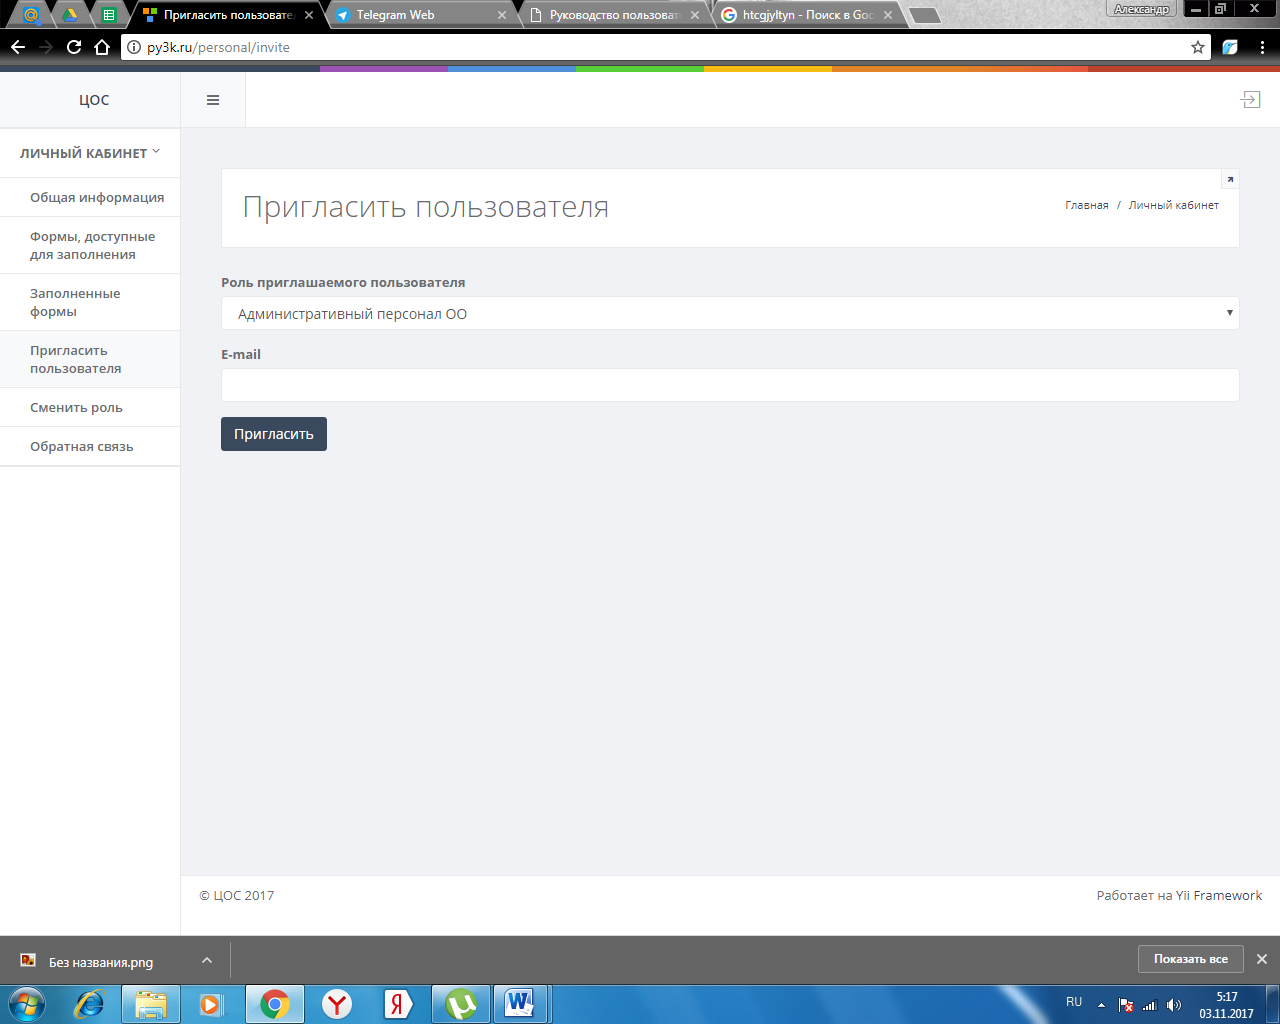 Пригласить пользовате
Telegram Web
Руководство пользоват
htcgjyltyn - Поиск в Goo
Александр
py3k.ru/personal/invite
ЦОС
ЛИЧНЫЙ КАБИНЕТ
Общая информация
Формы, доступные
для заполнения
Заполненные
формы
Пригласить
пользователя
Сменить роль
Обратная связь
Пригласить пользователя
Главная / Личный кабинет
Роль приглашаемого пользователя
Административный персонал ОО
E-mail
Пригласить
© ЦОС 2017
Работает на Yii Framework
Без названия.png
Показать все
RU
5:17
03.11.2017